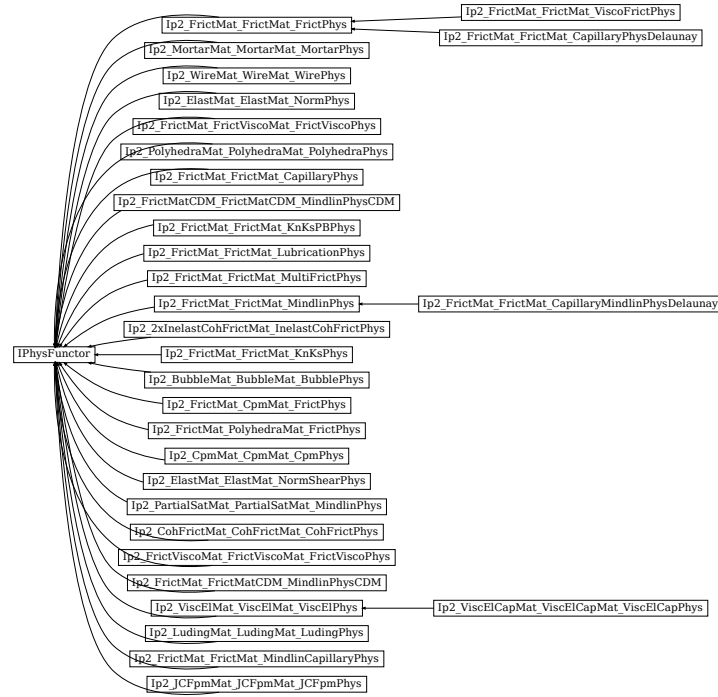 Ip2_FrictMat_FrictMat_FrictPhys
Ip2_FrictMat_FrictMat_ViscoFrictPhys
Ip2_FrictMat_FrictMat_CapillaryPhysDelaunay
Ip2_MortarMat_MortarMat_MortarPhys
Ip2_WireMat_WireMat_WirePhys
Ip2_ElastMat_ElastMat_NormPhys
Ip2_FrictMat_FrictViscoMat_FrictViscoPhys
Ip2_PolyhedraMat_PolyhedraMat_PolyhedraPhys
Ip2_FrictMat_FrictMat_CapillaryPhys
Ip2_FrictMatCDM_FrictMatCDM_MindlinPhysCDM
Ip2_FrictMat_FrictMat_KnKsPBPhys
Ip2_FrictMat_FrictMat_LubricationPhys
Ip2_FrictMat_FrictMat_MultiFrictPhys
Ip2_FrictMat_FrictMat_MindlinPhys
Ip2_FrictMat_FrictMat_CapillaryMindlinPhysDelaunay
Ip2_2xInelastCohFrictMat_InelastCohFrictPhys
IPhysFunctor
Ip2_FrictMat_FrictMat_KnKsPhys
Ip2_BubbleMat_BubbleMat_BubblePhys
Ip2_FrictMat_CpmMat_FrictPhys
Ip2_FrictMat_PolyhedraMat_FrictPhys
Ip2_CpmMat_CpmMat_CpmPhys
Ip2_ElastMat_ElastMat_NormShearPhys
Ip2_PartialSatMat_PartialSatMat_MindlinPhys
Ip2_CohFrictMat_CohFrictMat_CohFrictPhys
Ip2_FrictViscoMat_FrictViscoMat_FrictViscoPhys
Ip2_FrictMat_FrictMatCDM_MindlinPhysCDM
Ip2_ViscElMat_ViscElMat_ViscElPhys
Ip2_ViscElCapMat_ViscElCapMat_ViscElCapPhys
Ip2_LudingMat_LudingMat_LudingPhys
Ip2_FrictMat_FrictMat_MindlinCapillaryPhys
Ip2_JCFpmMat_JCFpmMat_JCFpmPhys